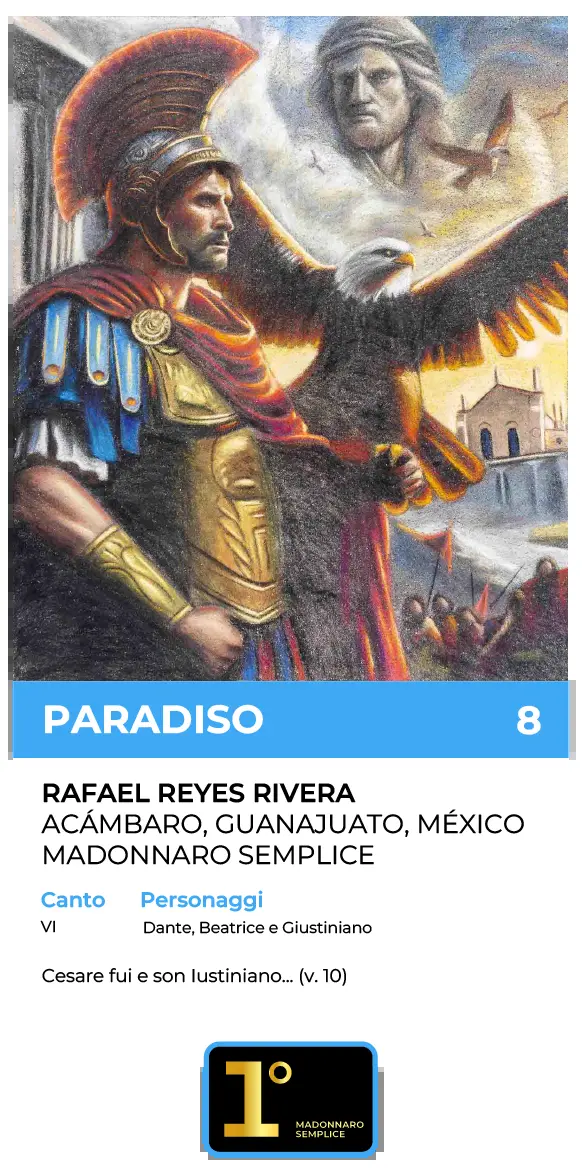 PARADISO 8
RAFAEL REYES RIVERA
ACÁMBARO, GUANAJUATO, MÉXICO
MADONNARO SEMPLICE
Canto Personaggi
VI Dante, Beatrice e Giustiniano
Cesare fui e son Iustiniano... (v. 10)
1°
MADONNARO
SEMPLICE